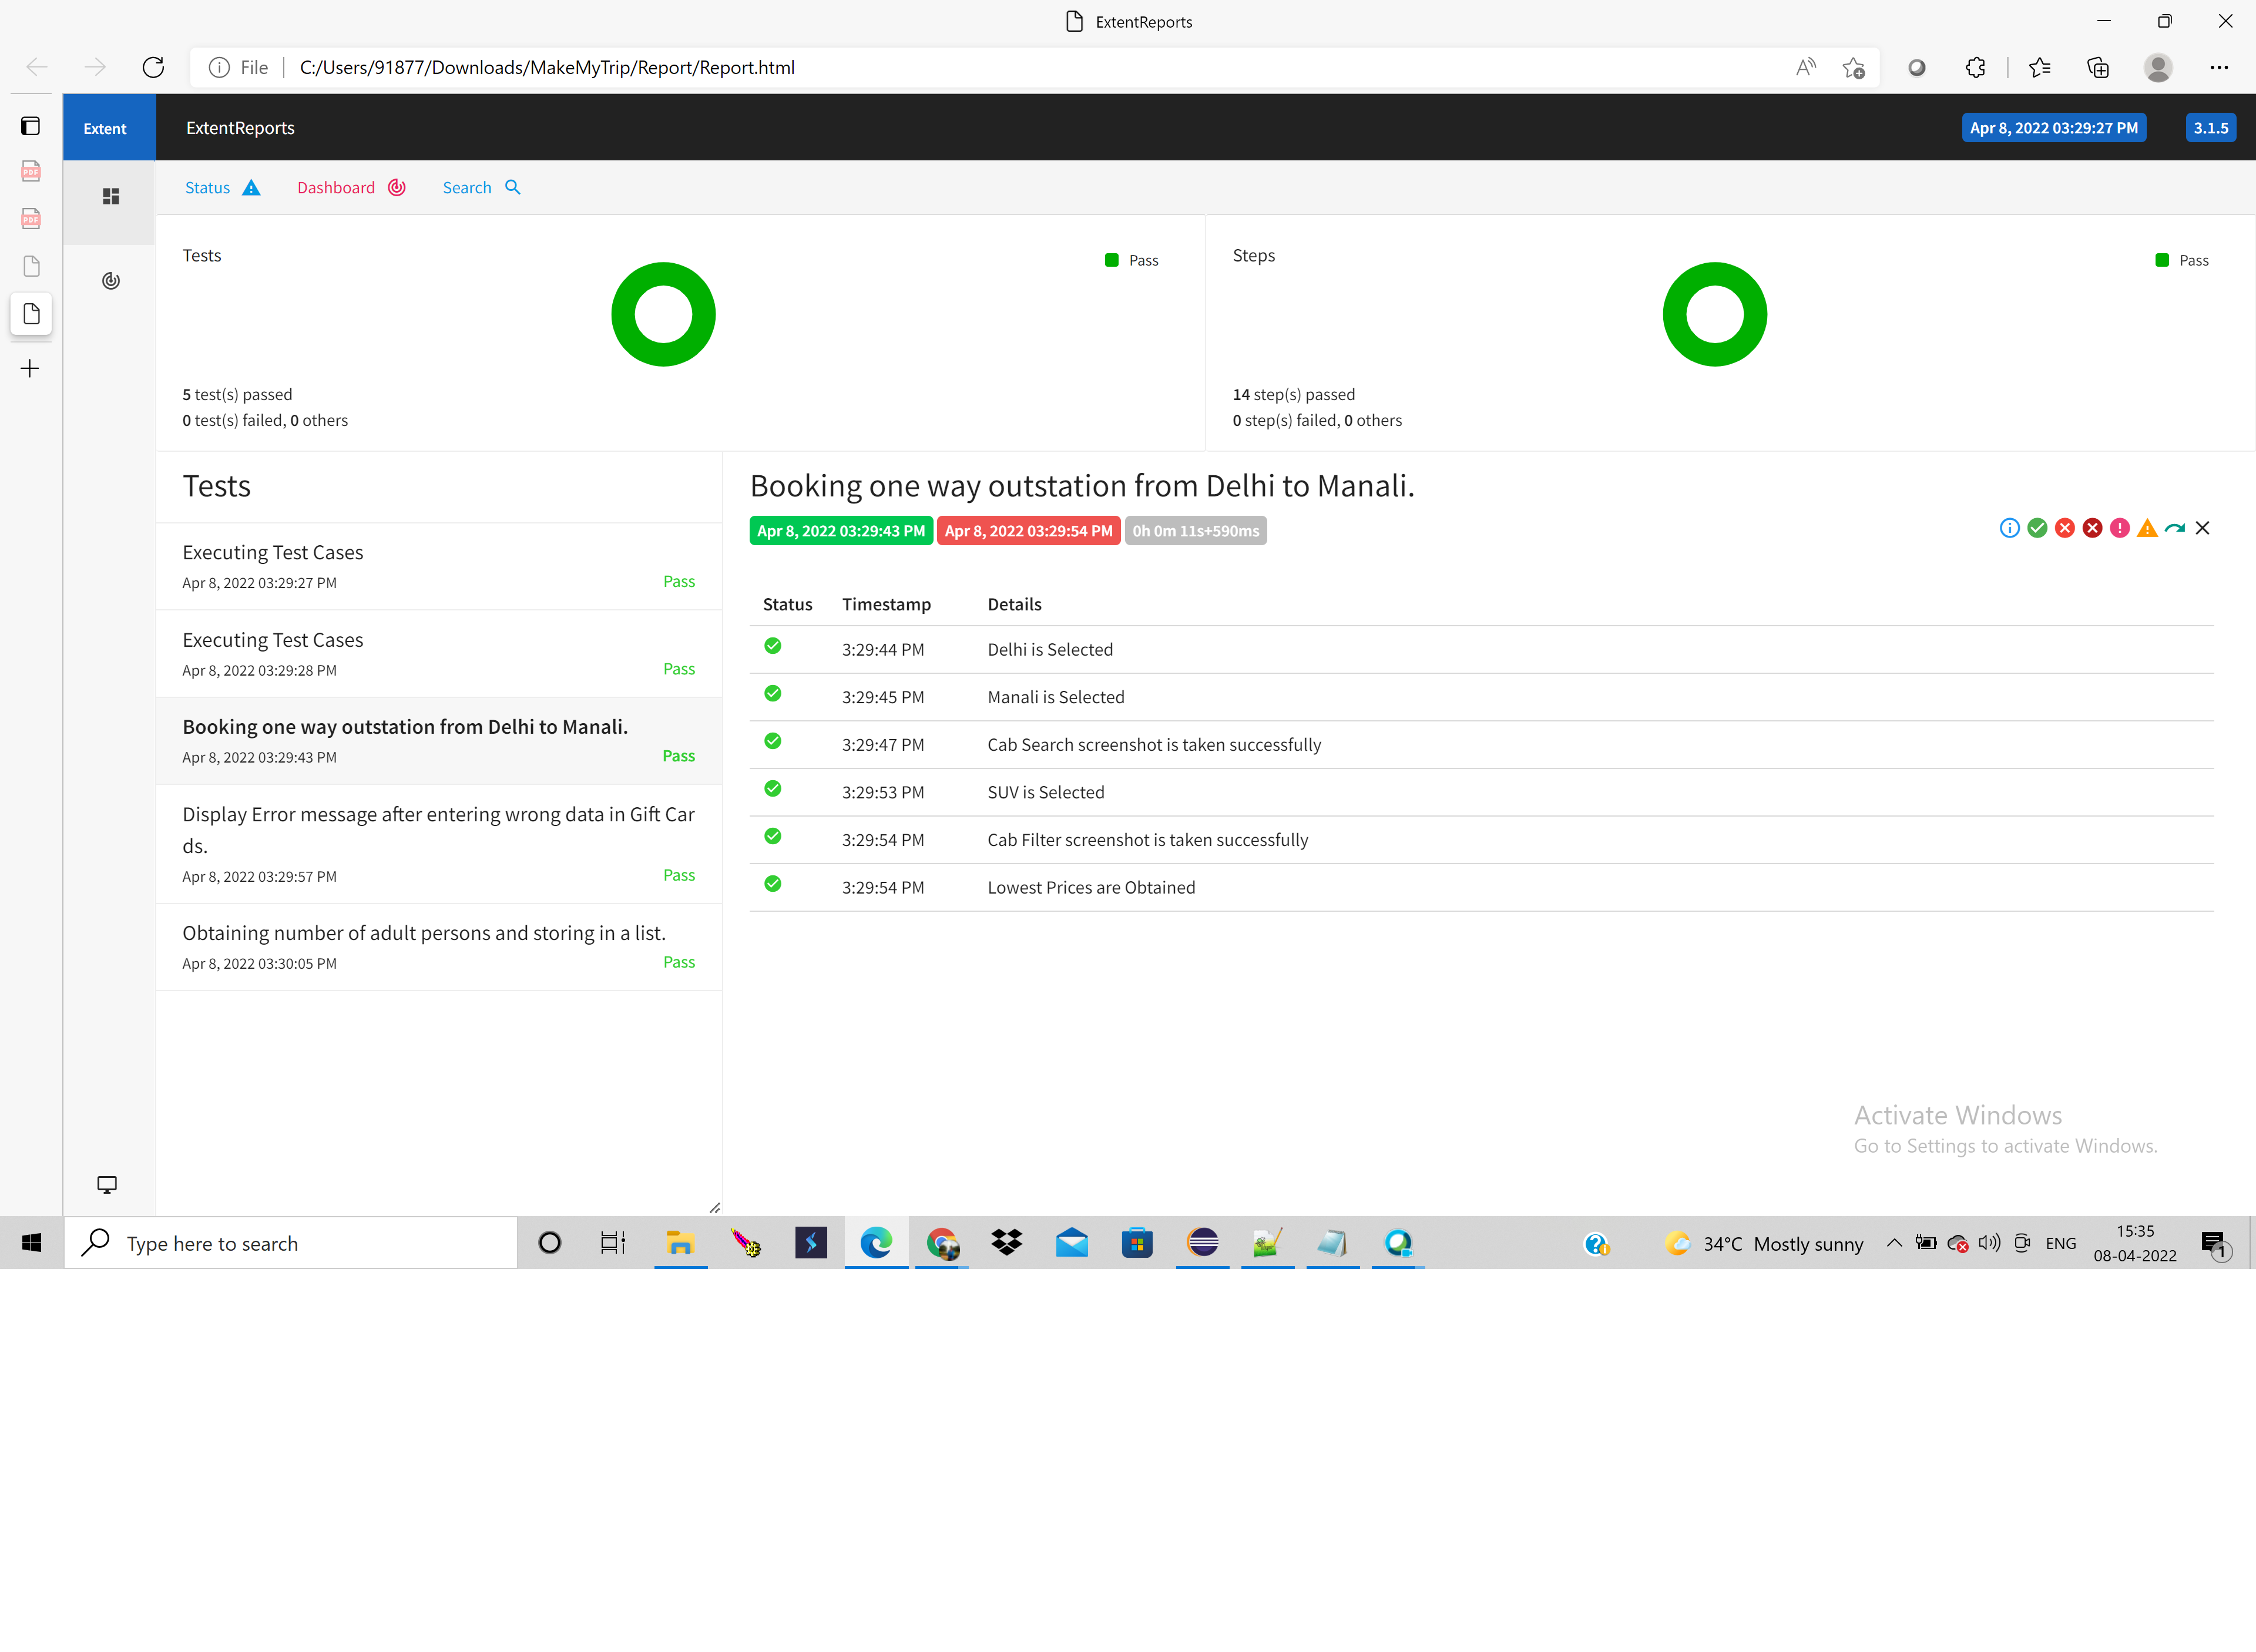 ExtentReports
File C:/Users/91877/Downloads/MakeMyTrip/Report/Report.html
Extent ExtentReports Apr 8, 2022 03:29:27 PM 3.1.5
Status Dashboard Search
Tests Pass
5 test(s) passed
0 test(s) failed, 0 others
Steps Pass
14 step(s) passed
0 step(s) failed, 0 others
Tests
Executing Test Cases
Apr 8, 2022 03:29:27 PM Pass
Executing Test Cases
Apr 8, 2022 03:29:28 PM Pass
Booking one way outstation from Delhi to Manali.
Apr 8, 2022 03:29:43 PM Pass
Display Error message after entering wrong data in Gift Car
ds.
Apr 8, 2022 03:29:57 PM Pass
Obtaining number of adult persons and storing in a list.
Apr 8, 2022 03:30:05 PM Pass
Booking one way outstation from Delhi to Manali.
Apr 8, 2022 03:29:43 PM Apr 8, 2022 03:29:54 PM 0h 0m 11s+590ms
Status Timestamp Details
3:29:44 PM Delhi is Selected
3:29:45 PM Manali is Selected
3:29:47 PM Cab Search screenshot is taken successfully
3:29:53 PM SUV is Selected
3:29:54 PM Cab Filter screenshot is taken successfully
3:29:54 PM Lowest Prices are Obtained
Activate Windows
Go to Settings to activate Windows.
Type here to search
34°C Mostly sunny
ENG
15:35
08-04-2022
1
PDF
PDF